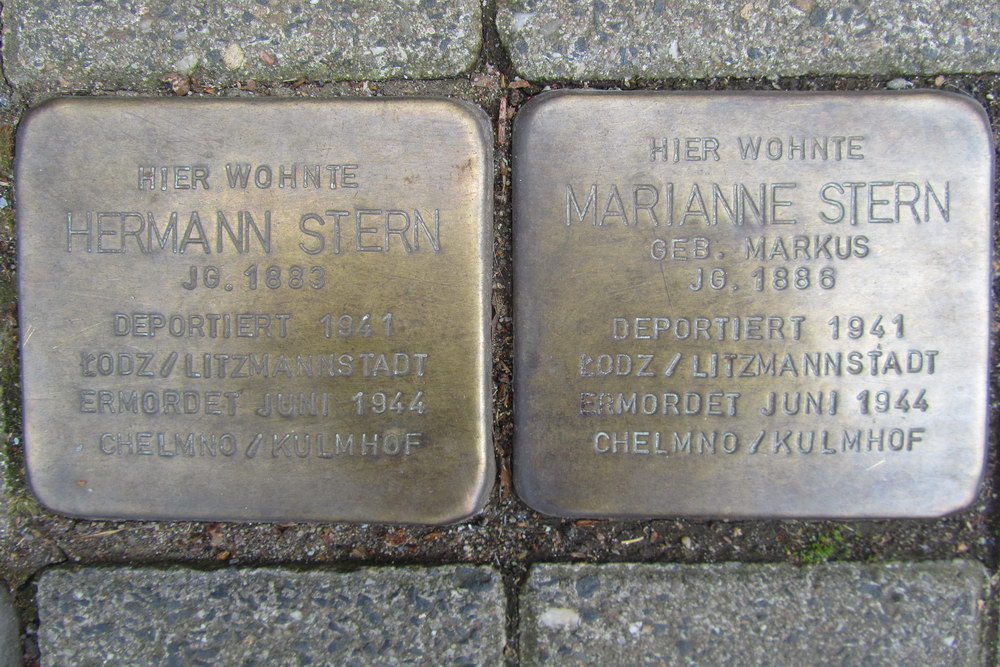 HIER WOHNTE
HERMANN STERN
JG. 1883
DEPORTIERT 1941
ŁODZ/LITZMANNSTADT
ERMORDET JUNI 1944
CHELMNO/KULMHOF
HIER WOHNTE
MARIANNE STERN
GEB. MARKUS
JG. 1886
DEPORTIERT 1941
ŁODZ/LITZMANNSTADT
ERMORDET JUNI 1944
CHELMNO/KULMHOF